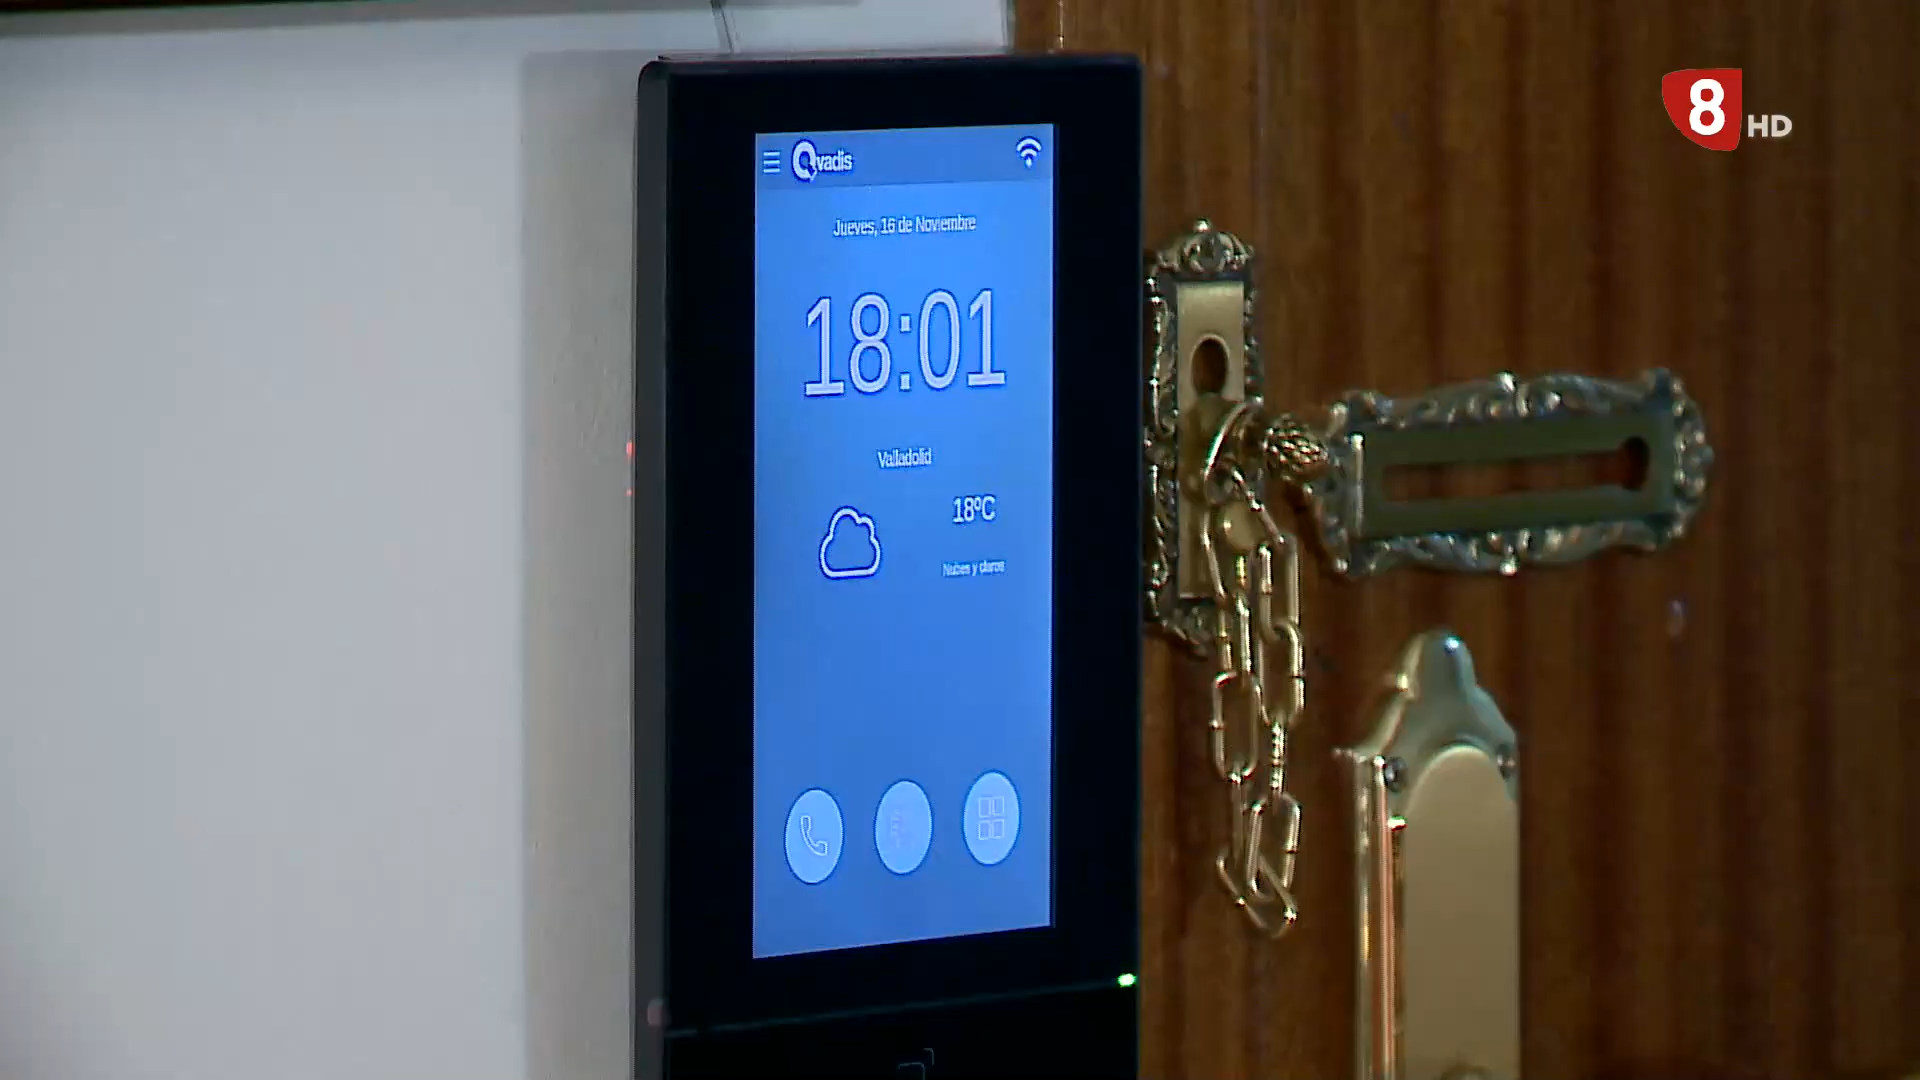 Qvadis
Jueves, 16 de Noviembre
18:01
Valladolid
18ºC
Nubes y claros
8 HD